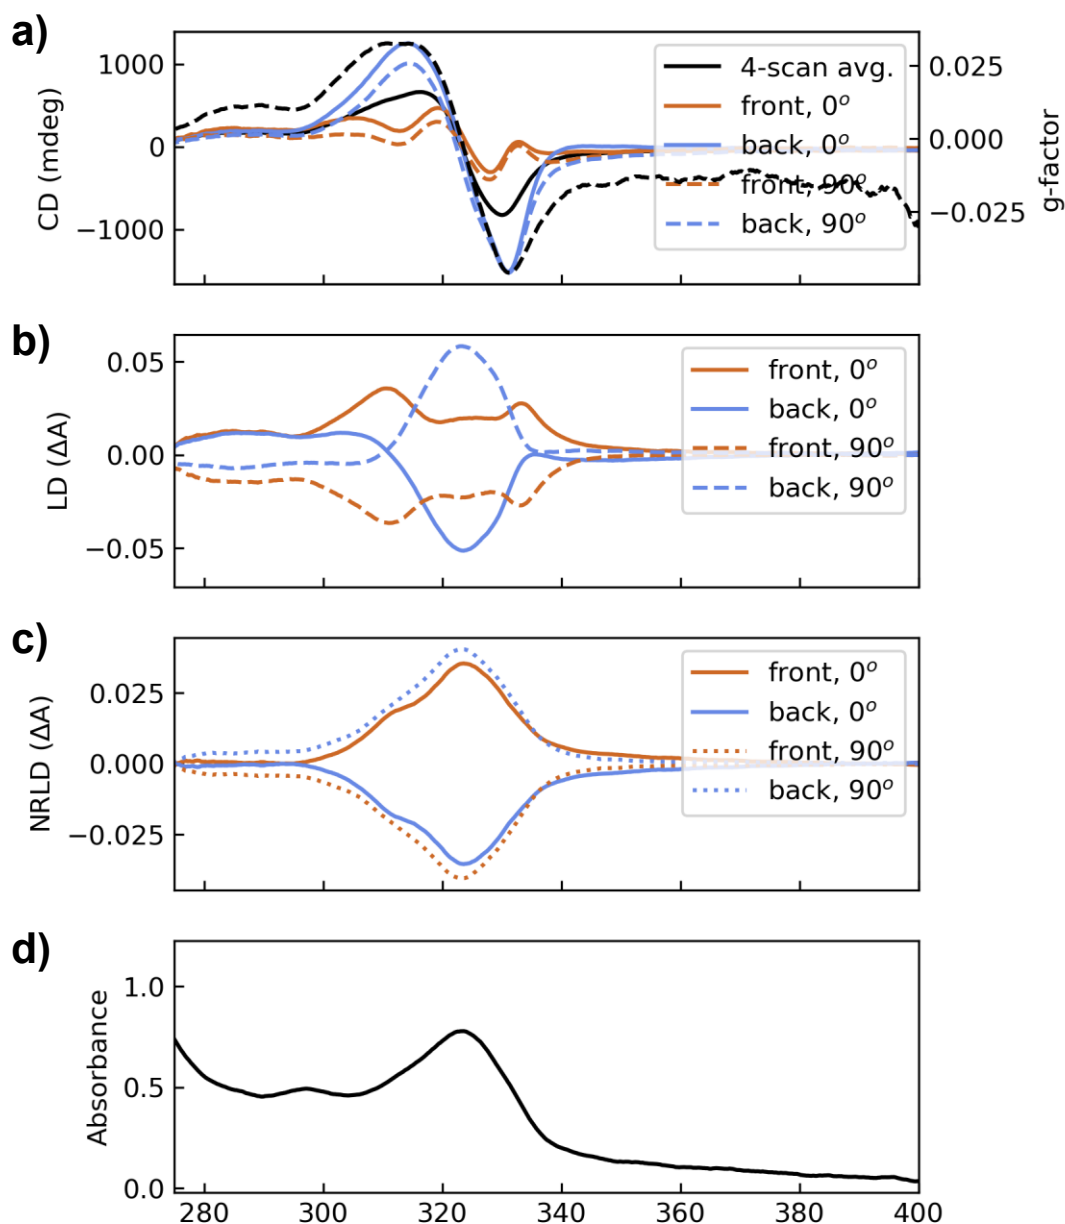 a)
1000
0
−1000
CD (mdeg)
4-scan avg.
front, 0°
back, 0°
front, 90°
back, 90°
0.025
0.000
−0.025
g-factor
b)
0.05
0.00
−0.05
LD (ΔA)
front, 0°
back, 0°
front, 90°
back, 90°
c)
0.025
0.000
−0.025
NRLD (ΔA)
front, 0°
back, 0°
front, 90°
back, 90°
d)
1.0
0.5
0.0
Absorbance
280 300 320 340 360 380 400